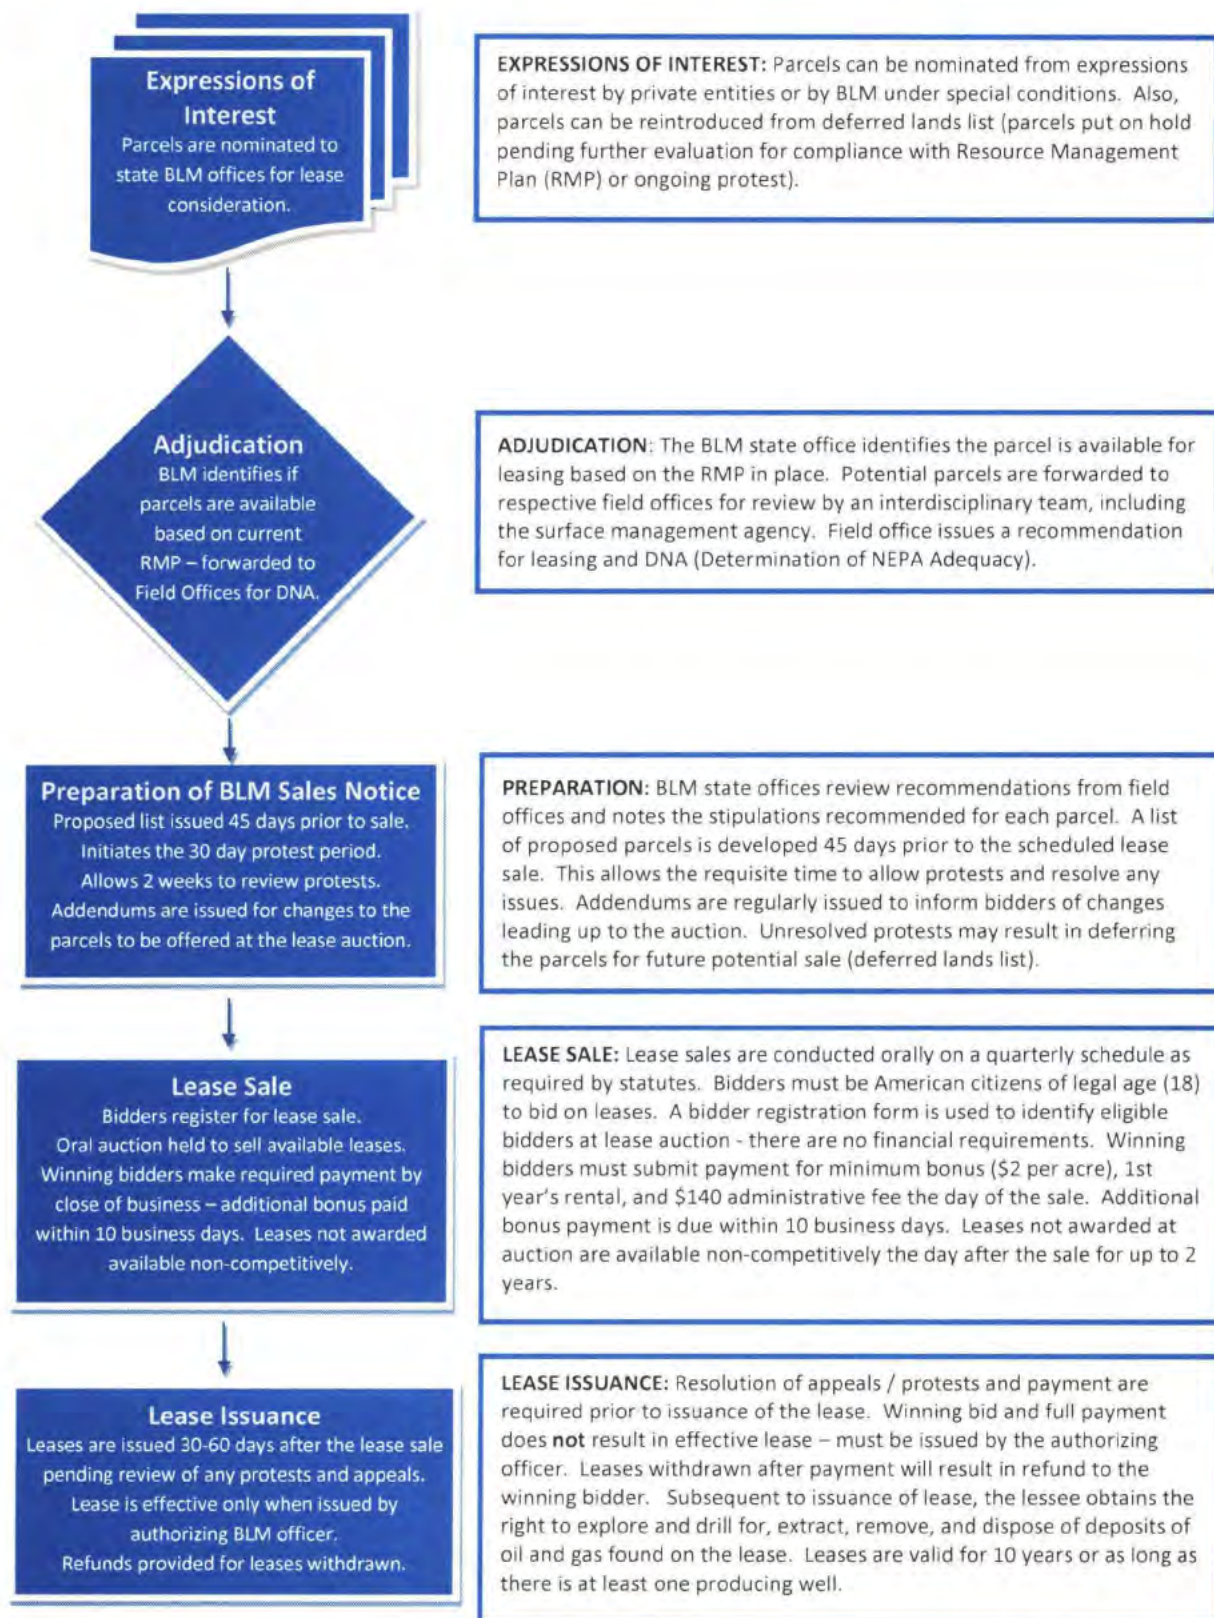 Expressions of
Interest
Parcels are nominated to
state BLM offices for lease
consideration.
EXPRESSIONS OF INTEREST: Parcels can be nominated from expressions
of interest by private entities or by BLM under special conditions. Also,
parcels can be reintroduced from deferred lands list (parcels put on hold
pending further evaluation for compliance with Resource Management
Plan (RMP) or ongoing protest).
Adjudication
BLM identifies if
parcels are available
based on current
RMP – forwarded to
Field Offices for DNA.
ADJUDICATION: The BLM state office identifies the parcel is available for
leasing based on the RMP in place. Potential parcels are forwarded to
respective field offices for review by an interdisciplinary team, including
the surface management agency. Field office issues a recommendation
for leasing and DNA (Determination of NEPA Adequacy).
Preparation of BLM Sales Notice
Proposed list issued 45 days prior to sale.
Initiates the 30 day protest period.
Allows 2 weeks to review protests.
Addendums are issued for changes to the
parcels to be offered at the lease auction.
PREPARATION: BLM state offices review recommendations from field
offices and notes the stipulations recommended for each parcel. A list
of proposed parcels is developed 45 days prior to the scheduled lease
sale. This allows the requisite time to allow protests and resolve any
issues. Addendums are regularly issued to inform bidders of changes
leading up to the auction. Unresolved protests may result in deferring
the parcels for future potential sale (deferred lands list).
Lease Sale
Bidders register for lease sale.
Oral auction held to sell available leases.
Winning bidders make required payment by
close of business – additional bonus paid
within 10 business days. Leases not awarded
available non-competitively.
LEASE SALE: Lease sales are conducted orally on a quarterly schedule as
required by statutes. Bidders must be American citizens of legal age (18)
to bid on leases. A bidder registration form is used to identify eligible
bidders at lease auction - there are no financial requirements. Winning
bidders must submit payment for minimum bonus ($2 per acre), 1st
year's rental, and $140 administrative fee the day of the sale. Additional
bonus payment is due within 10 business days. Leases not awarded at
auction are available non-competitively the day after the sale for up to 2
years.
Lease Issuance
Leases are issued 30-60 days after the lease sale
pending review of any protests and appeals.
Lease is effective only when issued by
authorizing BLM officer.
Refunds provided for leases withdrawn.
LEASE ISSUANCE: Resolution of appeals / protests and payment are
required prior to issuance of the lease. Winning bid and full payment
does not result in effective lease – must be issued by the authorizing
officer. Leases withdrawn after payment will result in refund to the
winning bidder. Subsequent to issuance of lease, the lessee obtains the
right to explore and drill for, extract, remove, and dispose of deposits of
oil and gas found on the lease. Leases are valid for 10 years or as long as
there is at least one producing well.